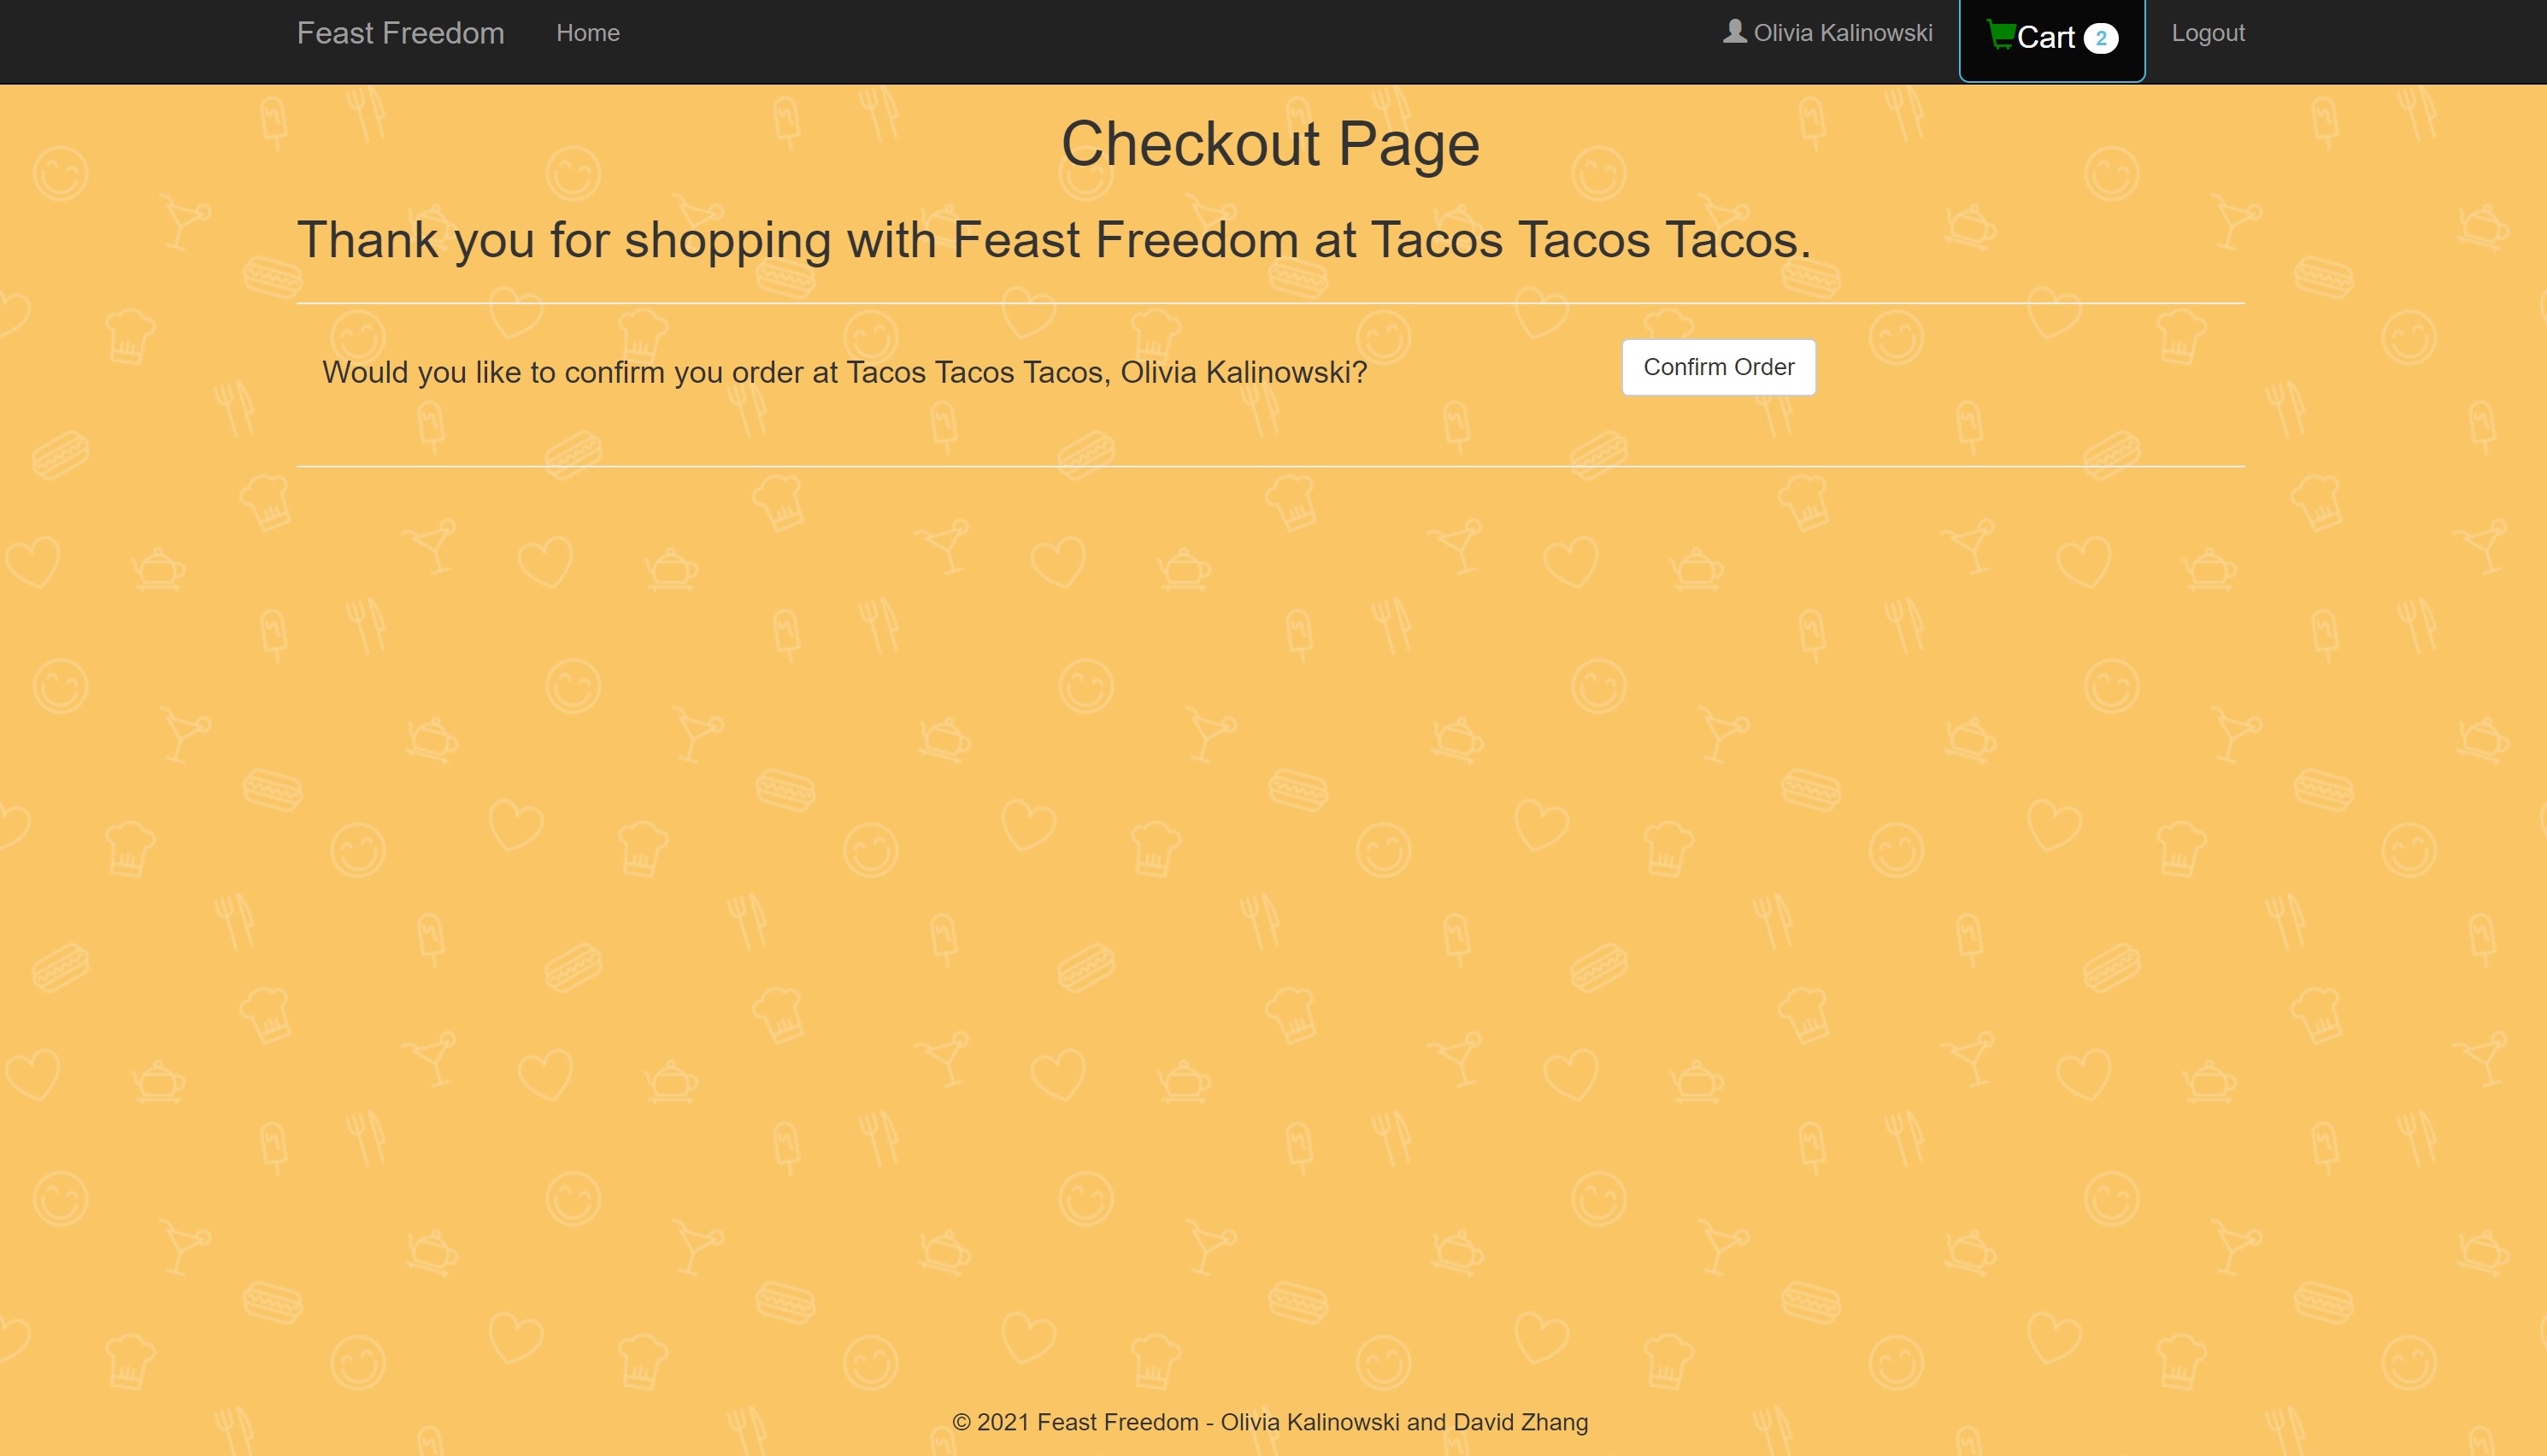 Feast Freedom Home Olivia Kalinowski Cart 2 Logout
Checkout Page
Thank you for shopping with Feast Freedom at Tacos Tacos Tacos.
Would you like to confirm you order at Tacos Tacos Tacos, Olivia Kalinowski? Confirm Order
© 2021 Feast Freedom - Olivia Kalinowski and David Zhang